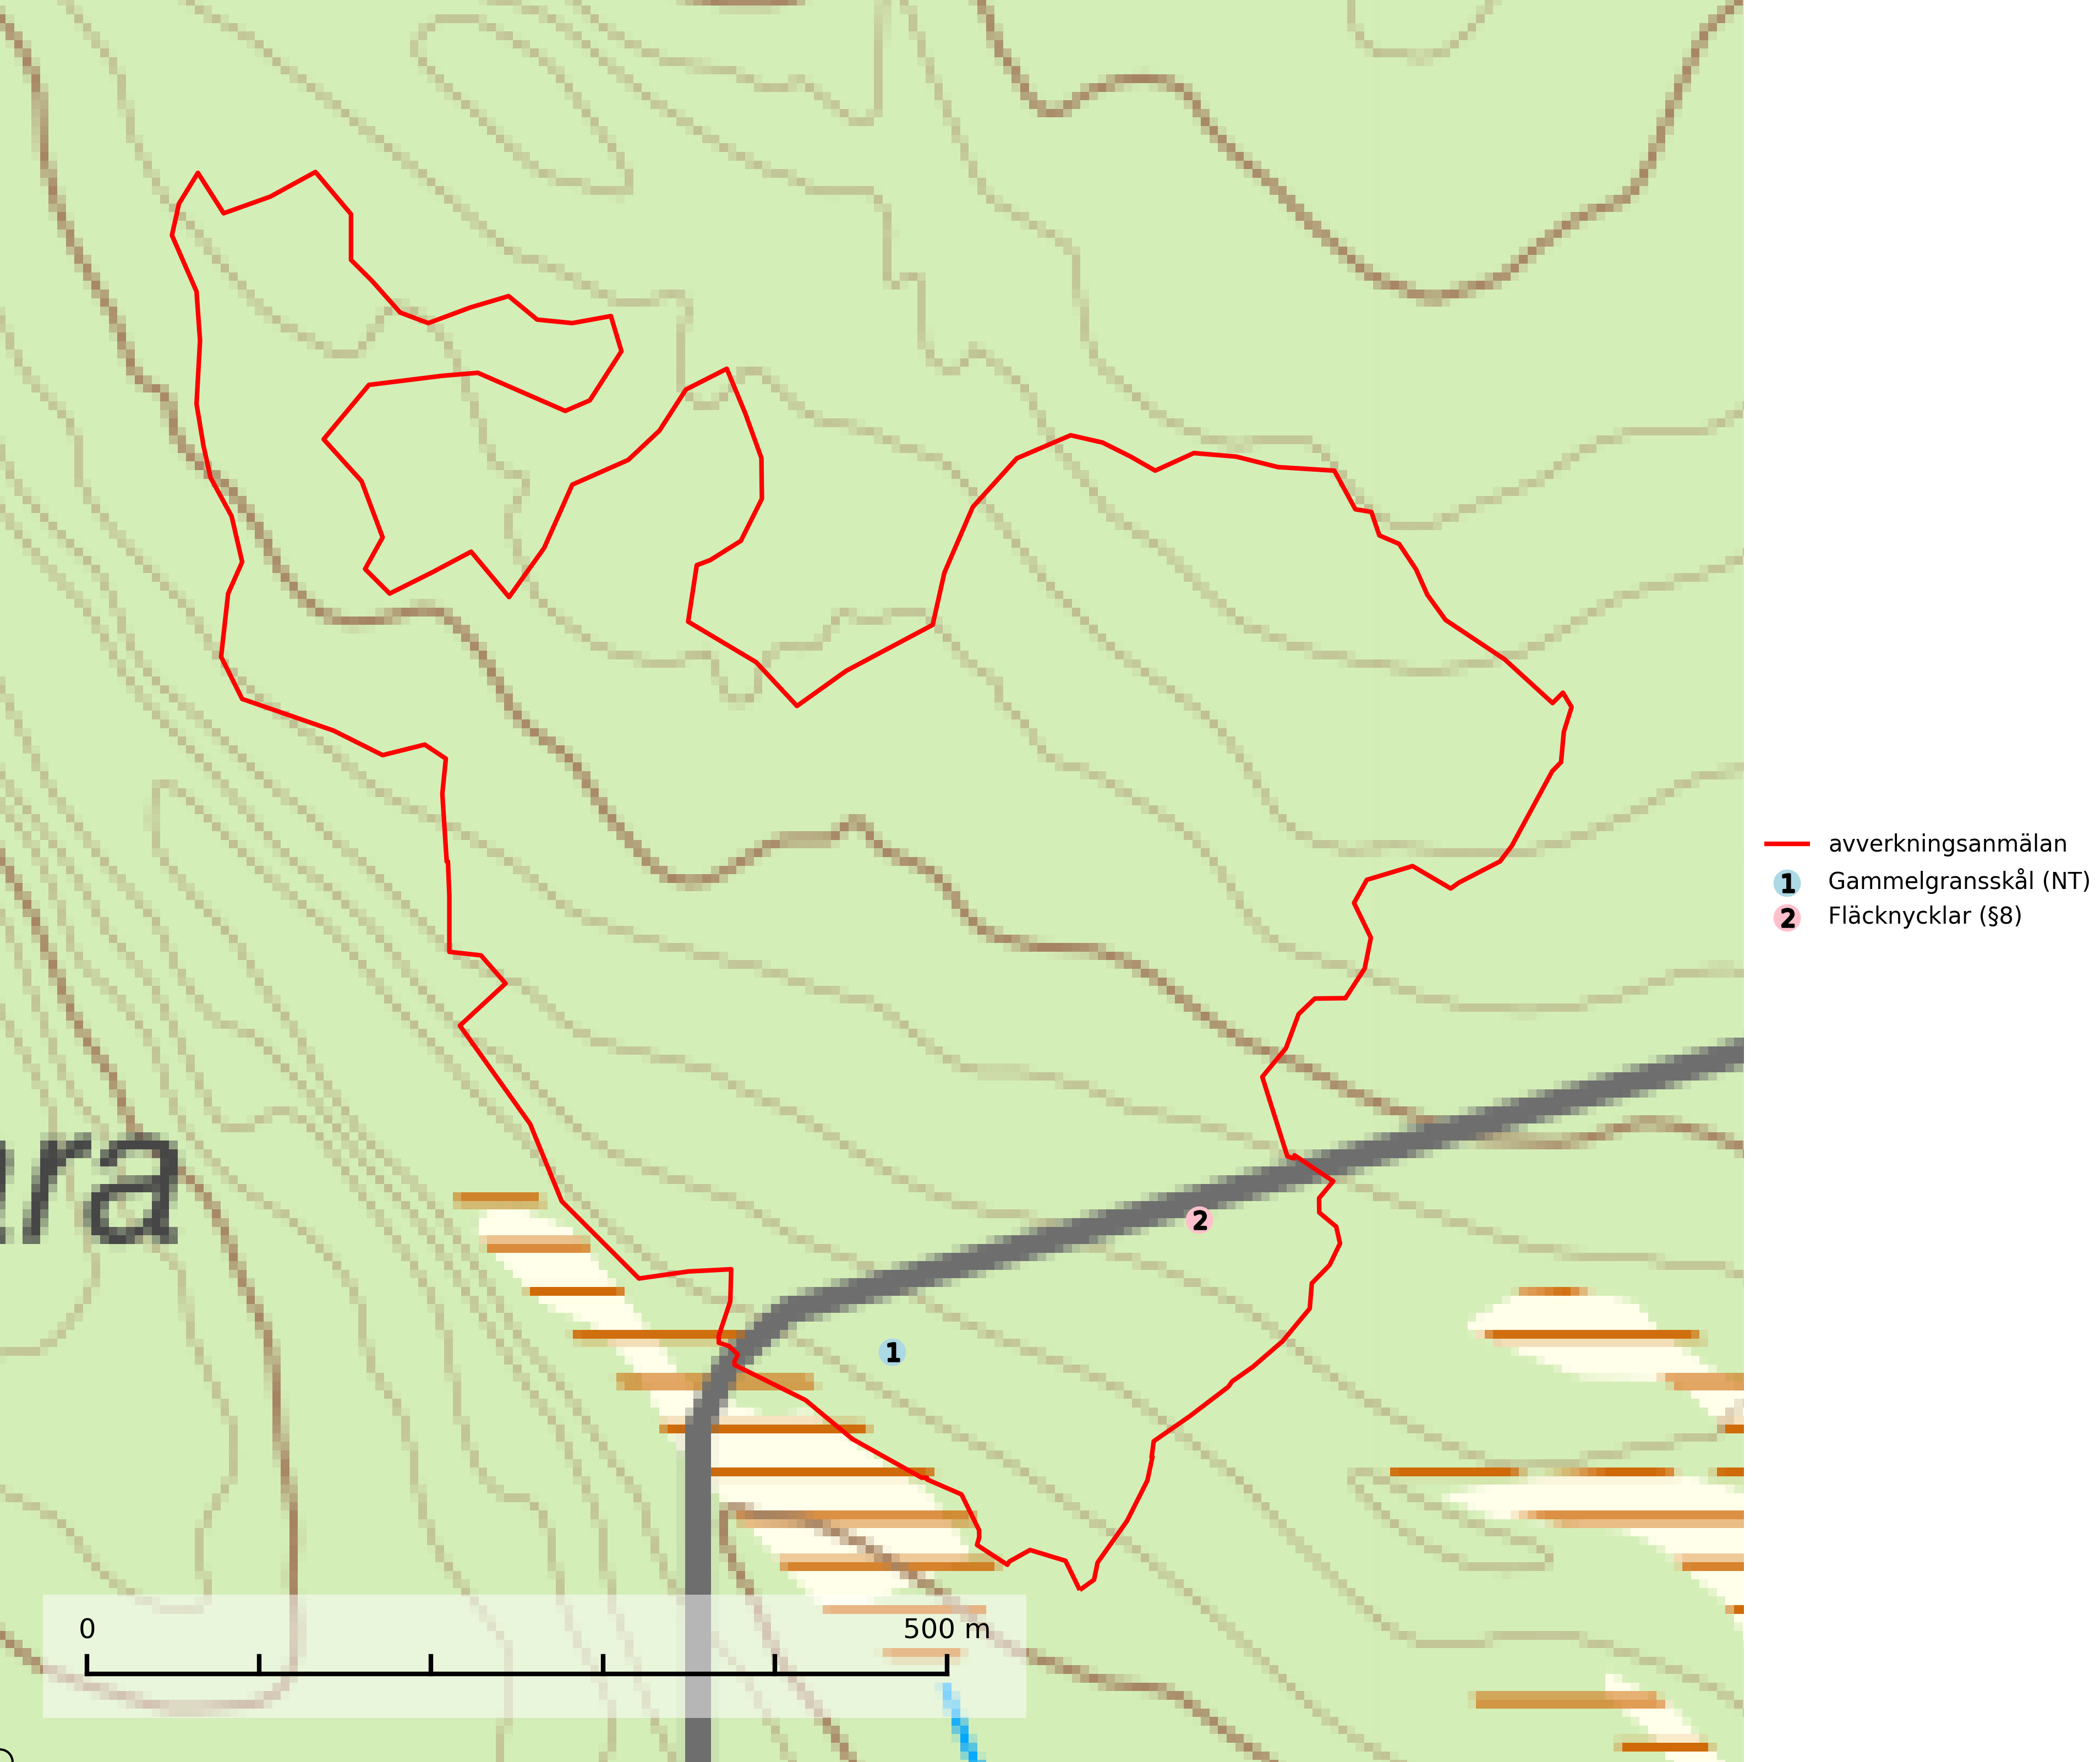 avverkningsanmälan
1 Gammelgransskål (NT)
2 Fläcknycklar (§8)
ra
2
1
0 500 m